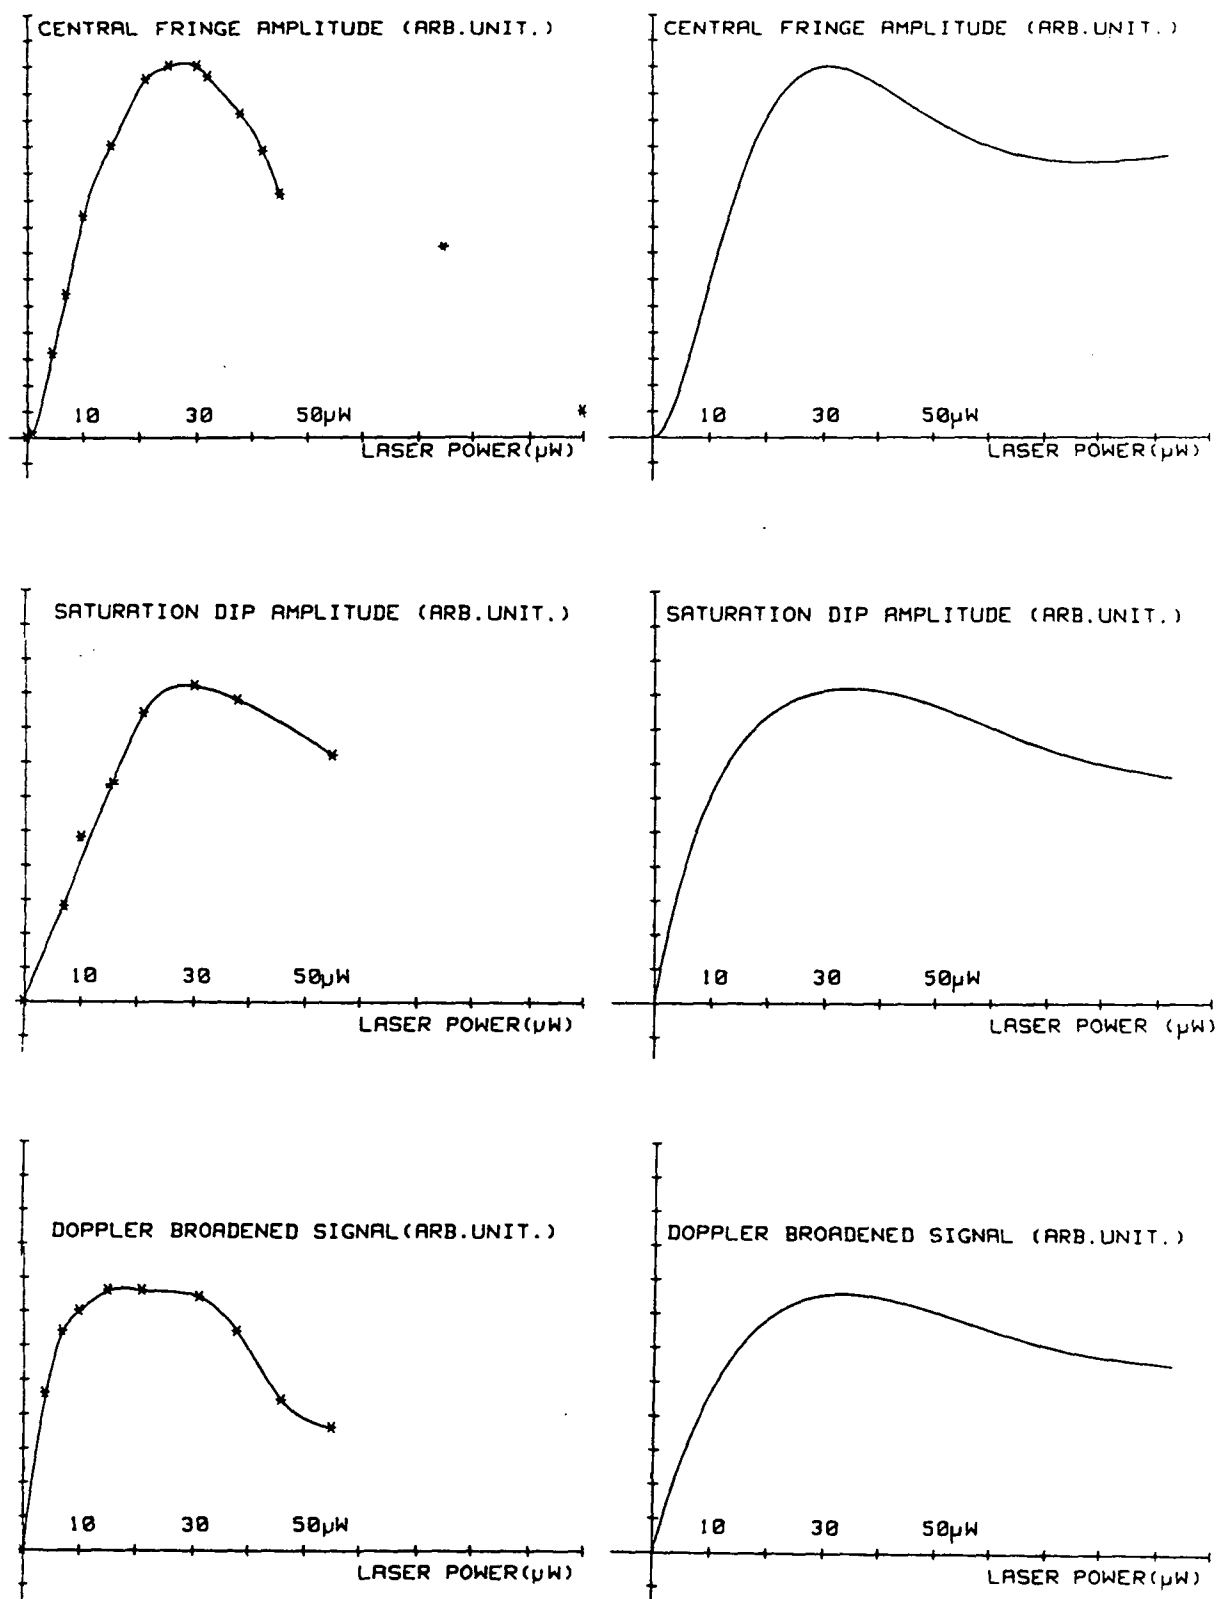 CENTRAL FRINGE AMPLITUDE (ARB.UNIT.)
10 30 50µW
LASER POWER(µW)
CENTRAL FRINGE AMPLITUDE (ARB.UNIT.)
10 30 50µW
LASER POWER(µW)
SATURATION DIP AMPLITUDE (ARB.UNIT.)
10 30 50µW
LASER POWER(µW)
SATURATION DIP AMPLITUDE (ARB.UNIT.)
10 30 50µW
LASER POWER (µW)
DOPPLER BROADENED SIGNAL(ARB.UNIT.)
10 30 50µW
LASER POWER(µW)
DOPPLER BROADENED SIGNAL (ARB.UNIT.)
10 30 50µW
LASER POWER(µW)